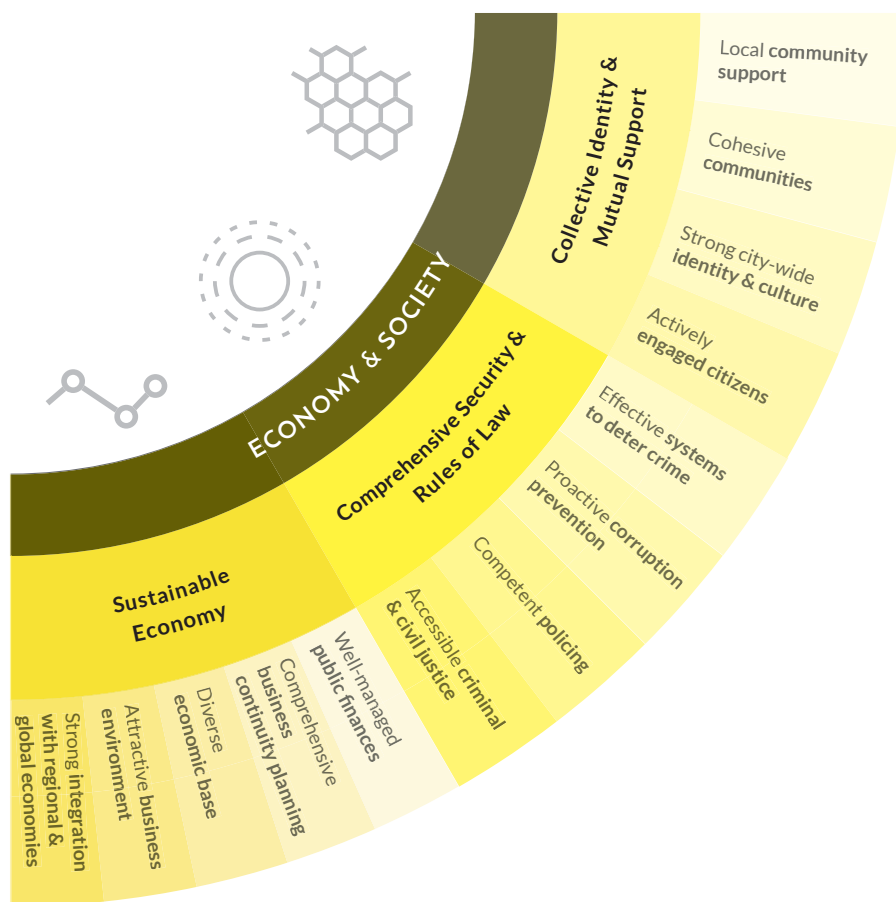 ECONOMY & SOCIETY
Collective Identity &
Mutual Support
Local community
support
Cohesive
communities
Strong city-wide
identity & culture
Actively
engaged citizens
Comprehensive Security &
Rules of Law
Effective systems
to deter crime
Proactive corruption
prevention
Competent policing
Accessible criminal
& civil justice
Sustainable
Economy
Well-managed
public finances
Comprehensive
business
continuity planning
Diverse
economic base
Attractive business
environment
Strong integration
with regional &
global economies